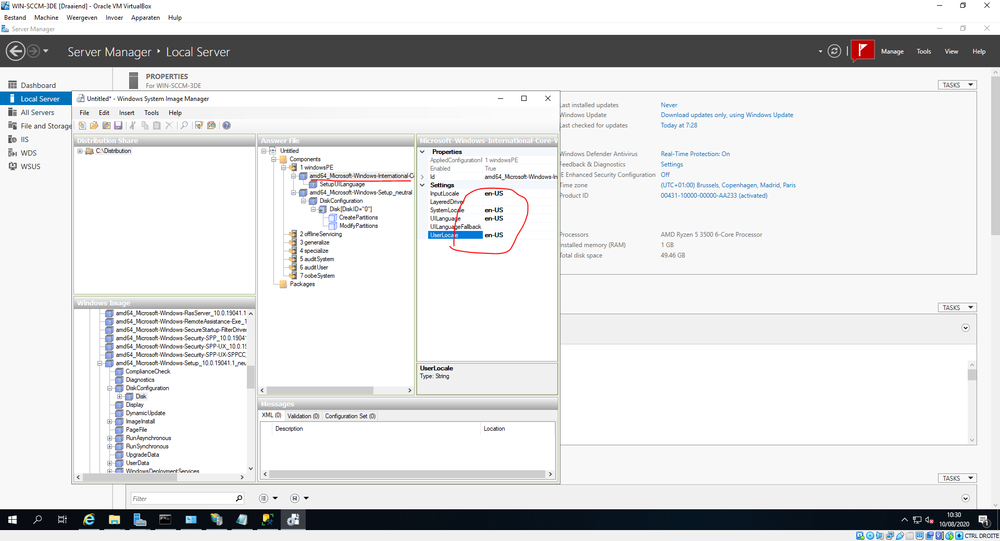 WIN-SCCM-3DE [Draaiend] - Oracle VM VirtualBox
Bestand Machine Weergeven Invoer Apparaten Hulp
Server Manager
Server Manager ‣ Local Server
Manage Tools View Help
Dashboard
Local Server
All Servers
File and Storage
IIS
WDS
WSUS
PROPERTIES
For WIN-SCCM-3DE
TASKS
Untitled* - Windows System Image Manager
File Edit Insert Tools Help
Distribution Share
C:\Distribution
Windows Image
amd64_Microsoft-Windows-RasServer_10.0.19041.1
amd64_Microsoft-Windows-RemoteAssistance-Exe_1
amd64_Microsoft-Windows-SecureStartup-FilterDriver
amd64_Microsoft-Windows-Security-SPP_10.0.19041
amd64_Microsoft-Windows-Security-SPP-UX_10.0.19
amd64_Microsoft-Windows-Security-SPP-UX-SPPCC_
amd64_Microsoft-Windows-Setup_10.0.19041.1_neu
ComplianceCheck
Diagnostics
DiskConfiguration
Disk
Display
DynamicUpdate
ImageInstall
PageFile
RunAsynchronous
RunSynchronous
UpgradeData
UserData
WindowsDeploymentServices
Answer File
Untitled
Components
1 windowsPE
amd64_Microsoft-Windows-International-Co
SetupUILanguage
amd64_Microsoft-Windows-Setup_neutral
DiskConfiguration
Disk[DiskID="0"]
CreatePartitions
ModifyPartitions
2 offlineServicing
3 generalize
4 specialize
5 auditSystem
6 auditUser
7 oobeSystem
Packages
Microsoft-Windows-International-Core-W
Properties
AppliedConfigurationP 1 windowsPE
Enabled True
Id amd64_Microsoft-Windows-In
Settings
InputLocale en-US
LayeredDriver
SystemLocale en-US
UILanguage en-US
UILanguageFallback
UserLocale en-US
UserLocale
Type: String
Messages
XML (0) Validation (0) Configuration Set (0)
Description Location
Last installed updates Never
Windows Update Download updates only, using Windows Update
Last checked for updates Today at 7:28
Windows Defender Antivirus Real-Time Protection: On
Feedback & Diagnostics Settings
IE Enhanced Security Configuration Off
Time zone (UTC+01:00) Brussels, Copenhagen, Madrid, Paris
Product ID 00431-10000-00000-AA233 (activated)
Processors AMD Ryzen 5 3500 6-Core Processor
Installed memory (RAM) 1 GB
Total disk space 49.46 GB
TASKS
TASKS
Filter
10:30
10/08/2020
1
CTRL DROITE